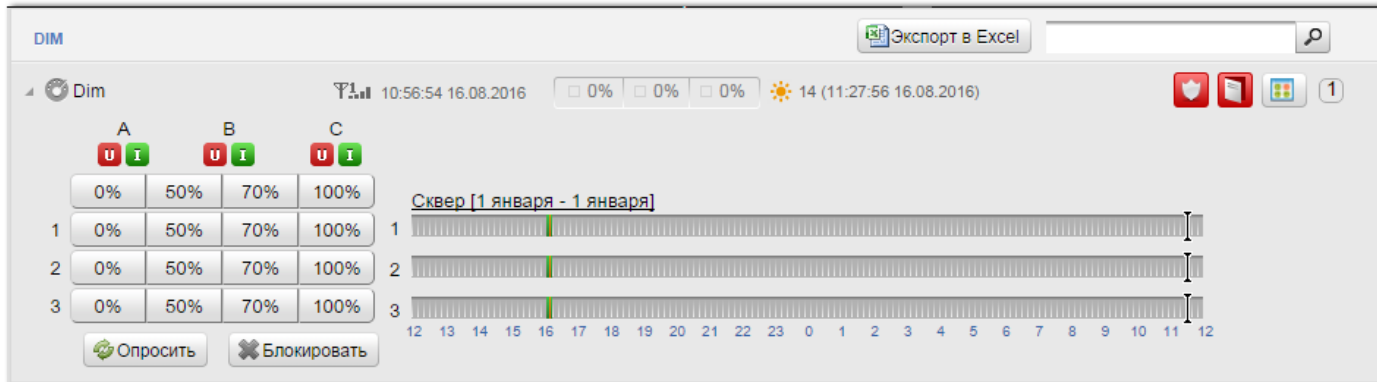 DIM Экспорт в Excel
Dim 1 10:56:54 16.08.2016 0% 0% 0% 14 (11:27:56 16.08.2016) 1
A B C
U I U I U I
0% 50% 70% 100% Сквер [1 января - 1 января]
1 0% 50% 70% 100% 1
2 0% 50% 70% 100% 2
3 0% 50% 70% 100% 3
12 13 14 15 16 17 18 19 20 21 22 23 0 1 2 3 4 5 6 7 8 9 10 11 12
Опросить Блокировать